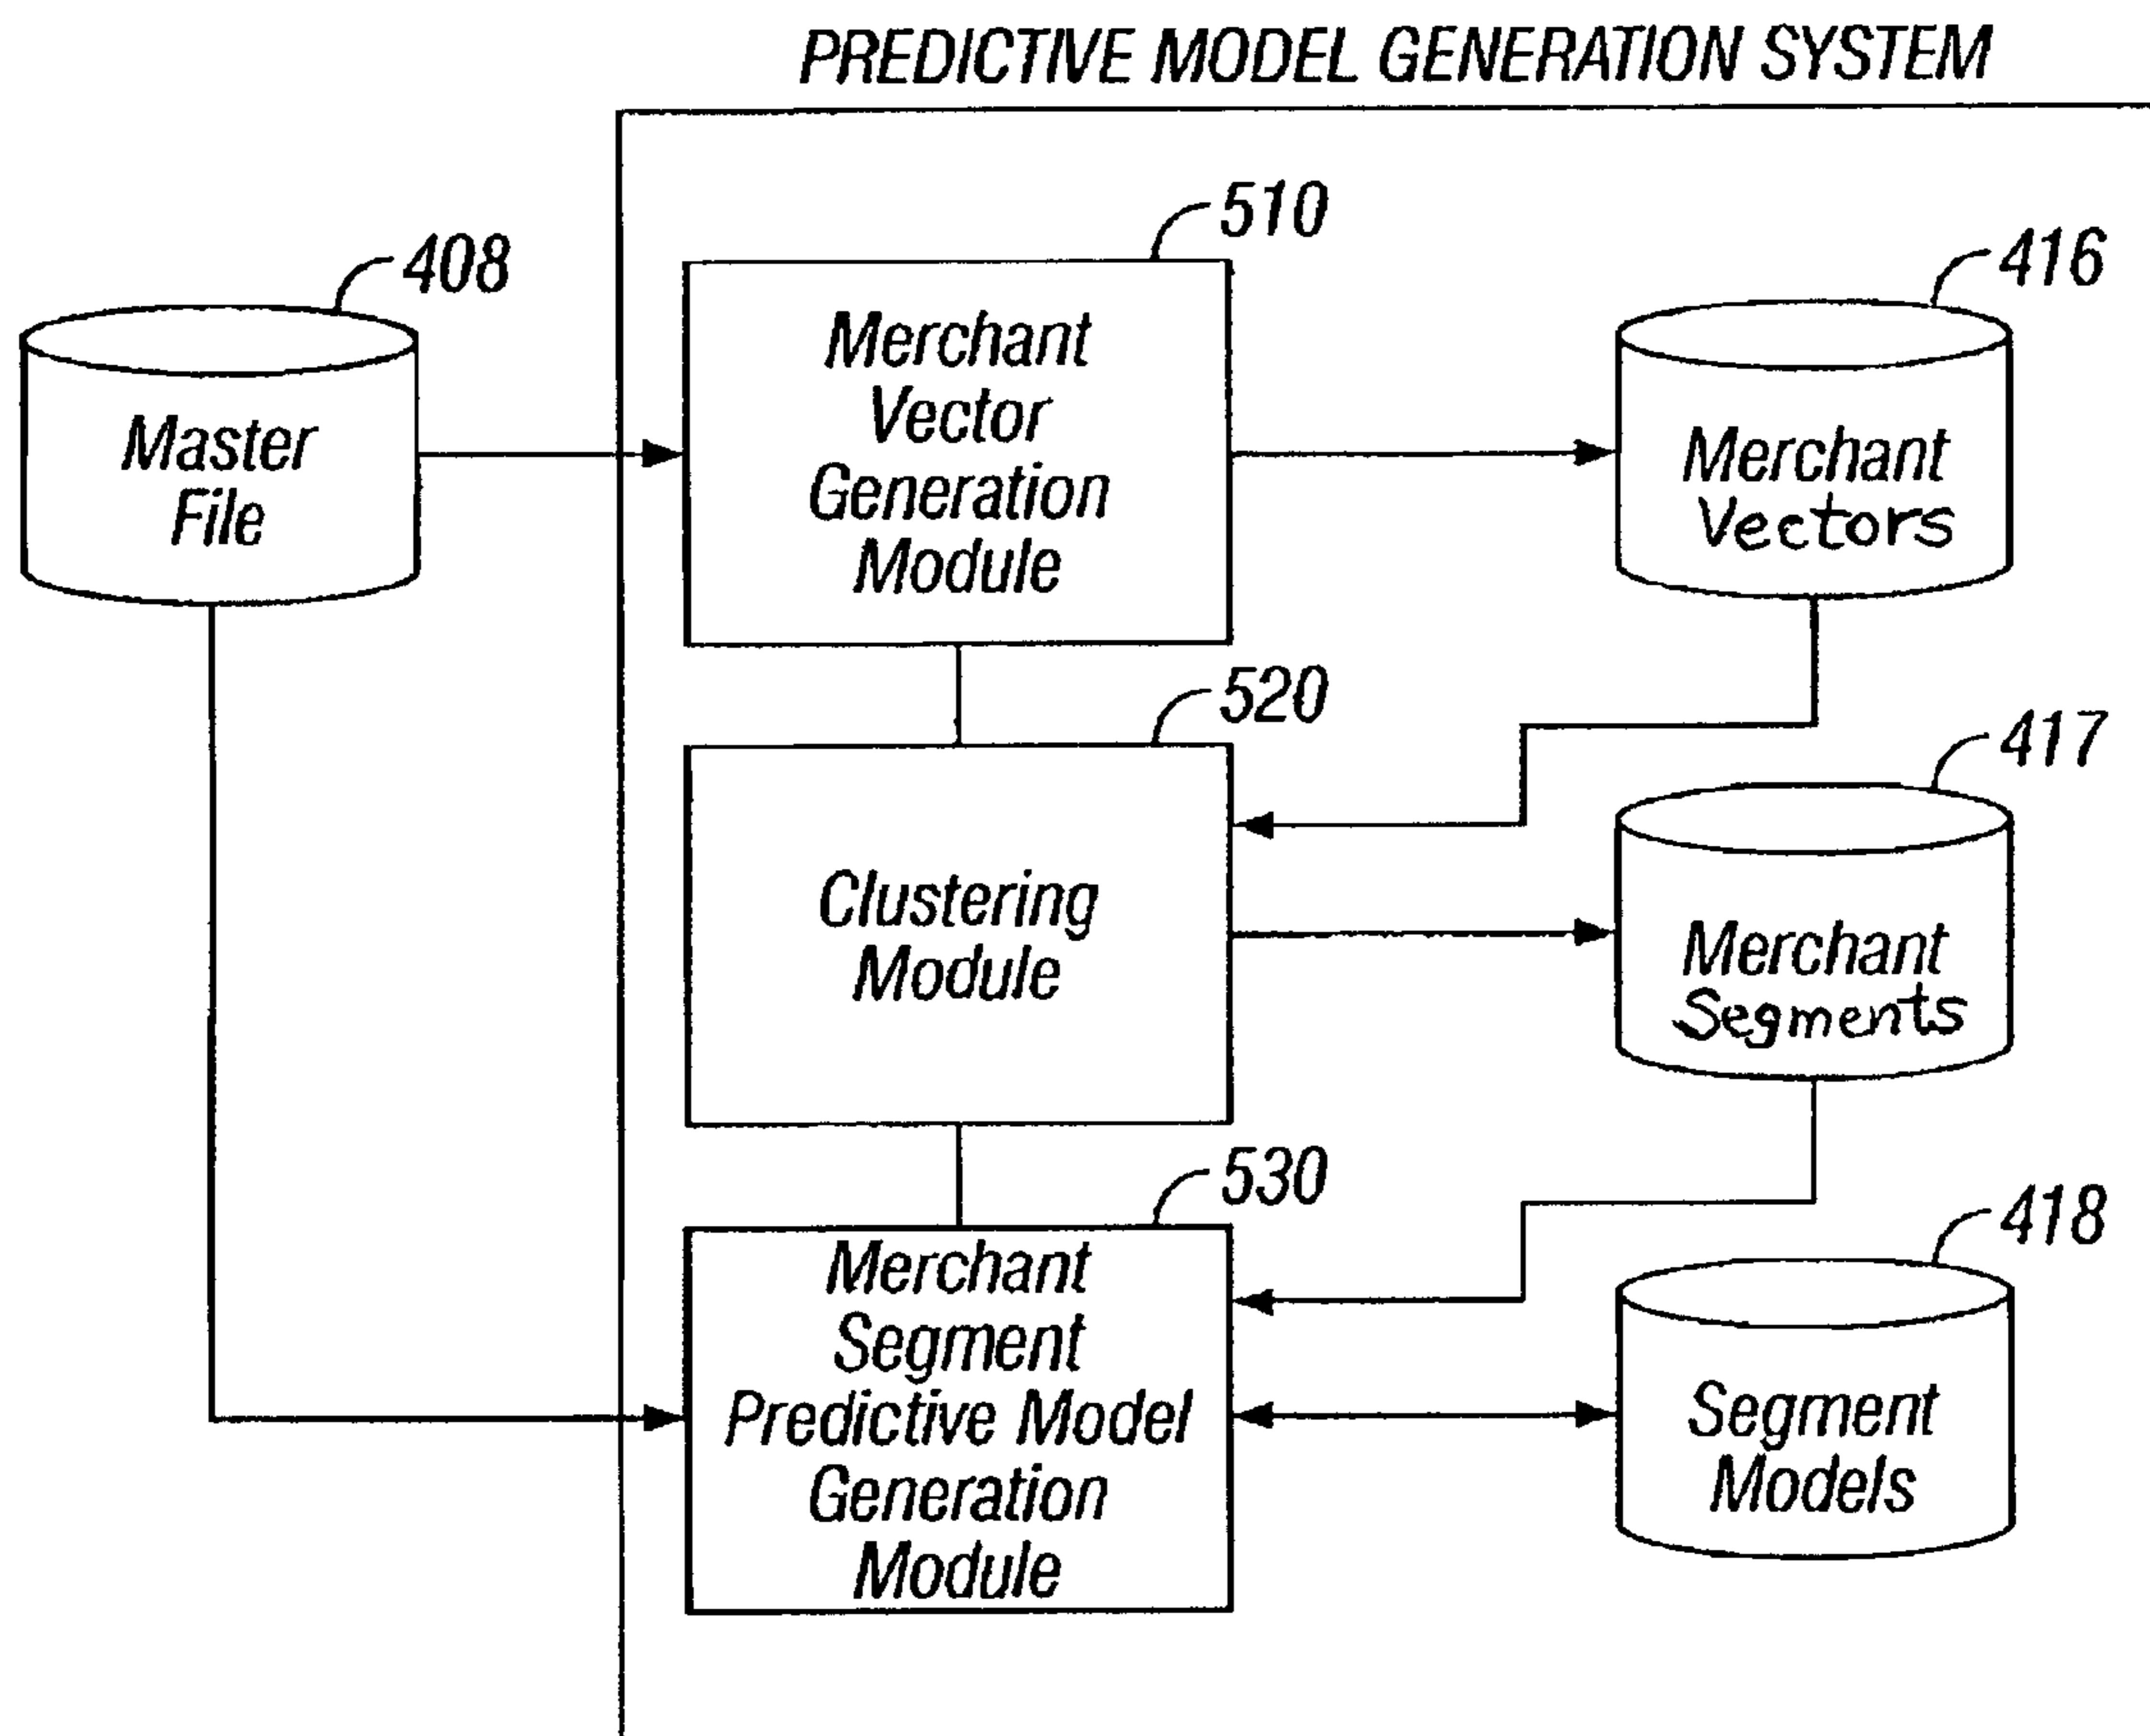 PREDICTIVE MODEL GENERATION SYSTEM
510
408
416
Merchant
Vector
Generation
Module
Master
File
Merchant
Vectors
520
417
Clustering
Module
Merchant
Segments
530
418
Merchant
Segment
Predictive Model
Generation
Module
Segment
Models